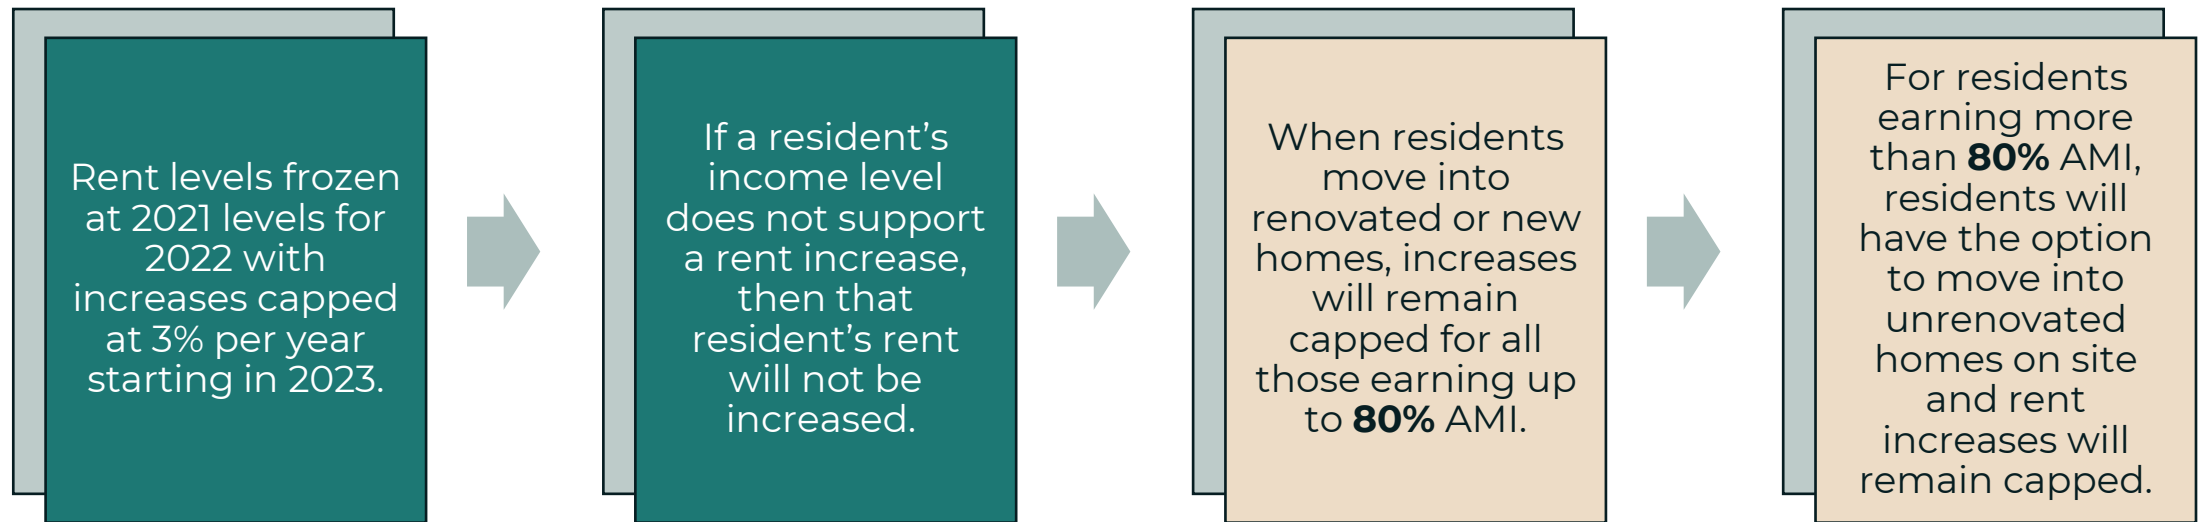 Rent levels frozen
at 2021 levels for
2022 with
increases capped
at 3% per year
starting in 2023.
If a resident’s
income level
does not support
a rent increase,
then that
resident’s rent
will not be
increased.
When residents
move into
renovated or new
homes, increases
will remain
capped for all
those earning up
to 80% AMI.
For residents
earning more
than 80% AMI,
residents will
have the option
to move into
unrenovated
homes on site
and rent
increases will
remain capped.